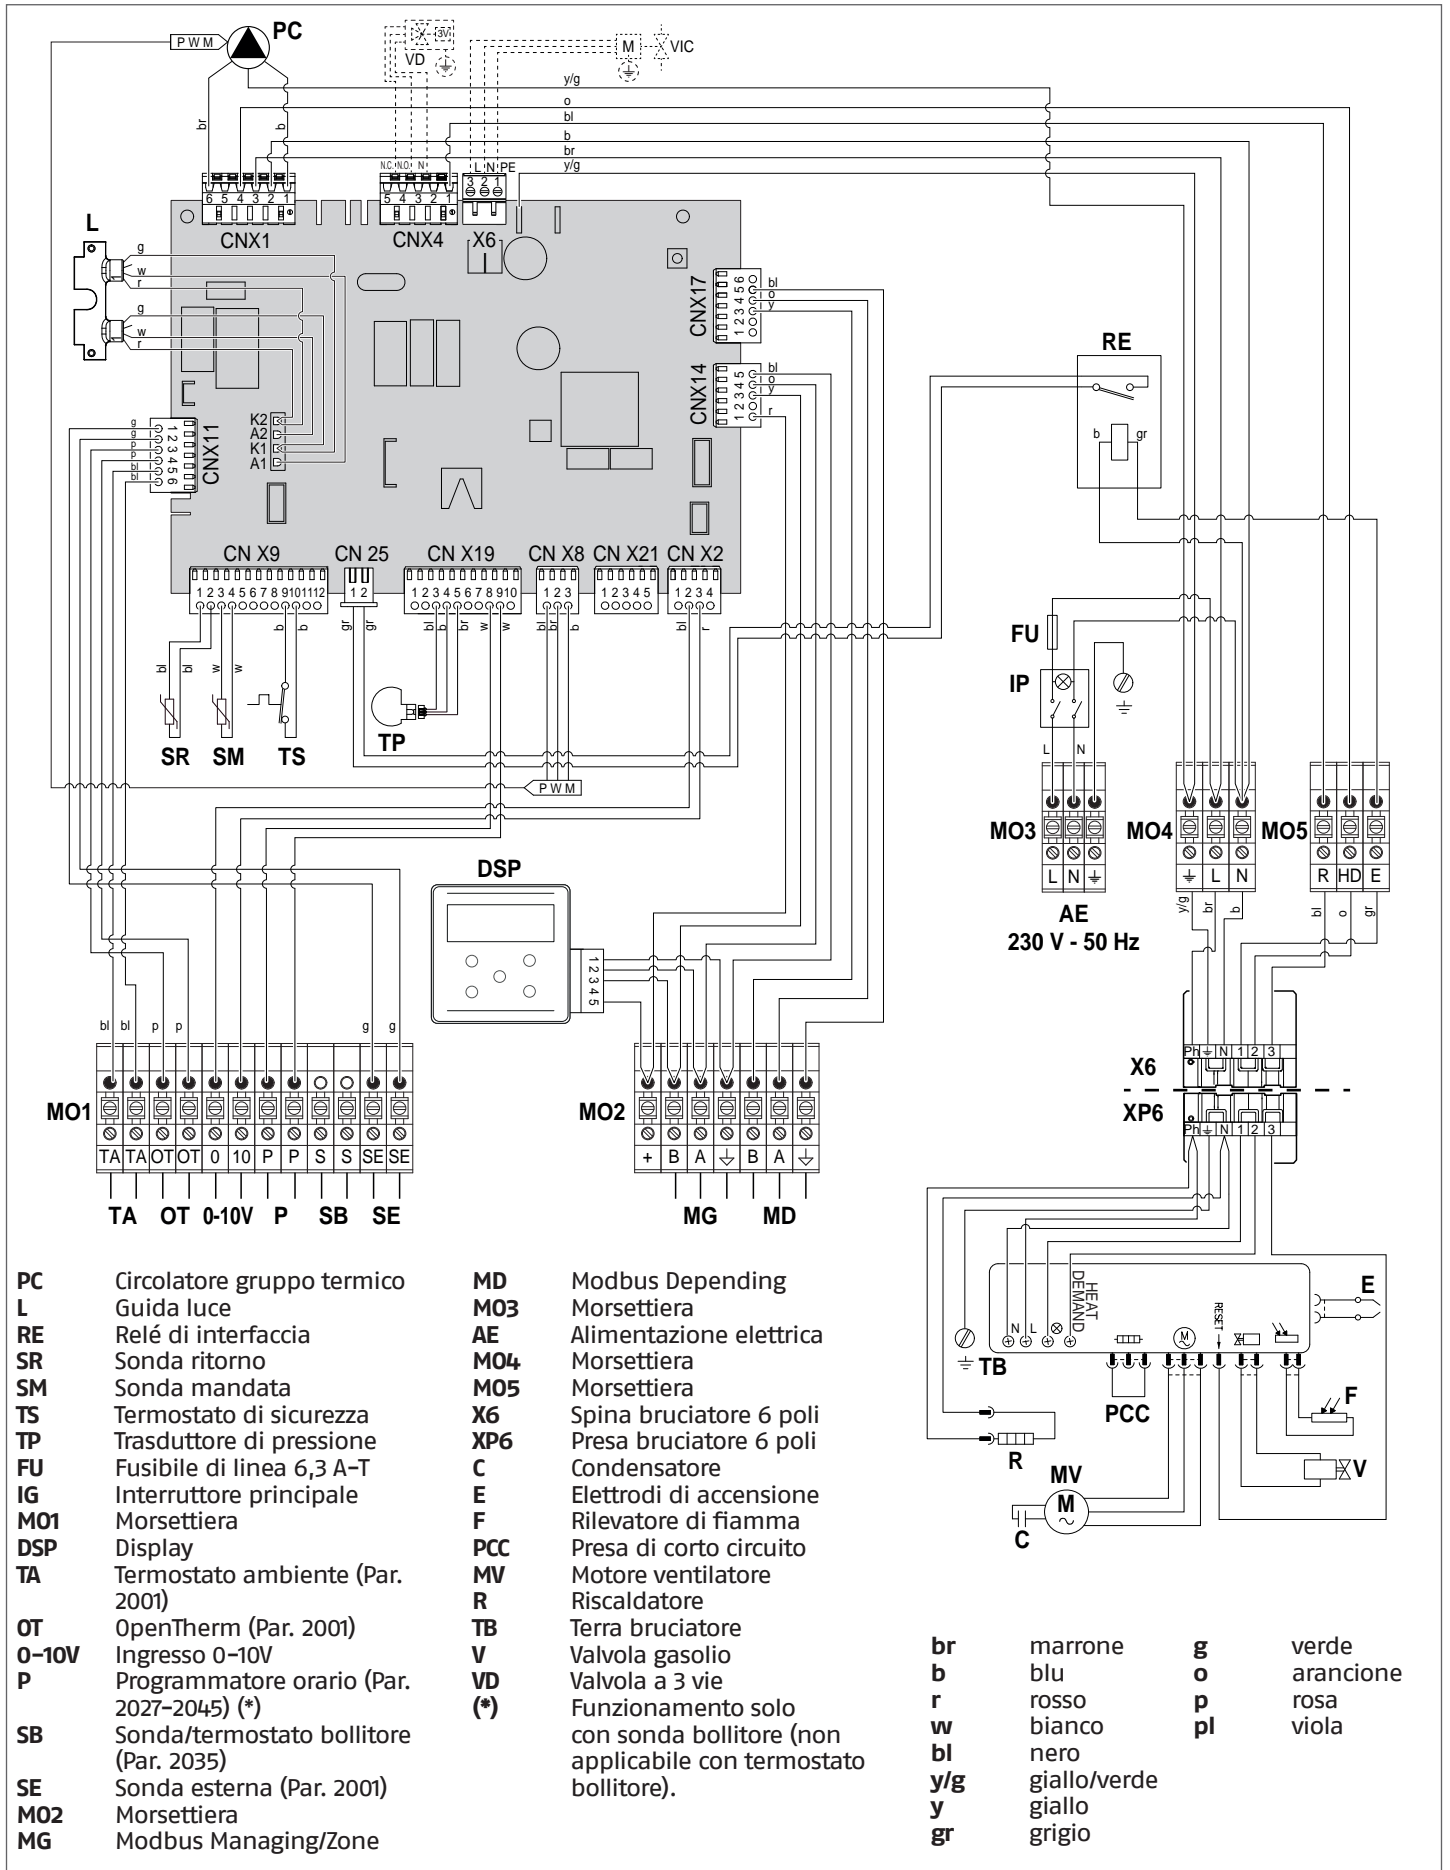 PC
P W M
VD
3V
M
VIC
y/g
o
bl
b
br
y/g
br
b
N.C. N.O. N
L N PE
6 5 4 3 2 1
5 4 3 2 1
3 2 1
CNX1
CNX4
X6
L
g
w
r
g
w
r
K2
A2
K1
A1
CNX11
1 2 3 4 5 6
g
g
p
p
bl
bl
CNX17
1 2 3 4 5 6
bl
o
y
CNX14
1 2 3 4 5
bl
o
y
r
RE
b
gr
CN X9
CN 25
CN X19
CN X8
CN X21
CN X2
1 2 3 4 5 6 7 8 9 10 11 12
1 2
1 2 3 4 5 6 7 8 9 10
1 2 3
1 2 3 4 5
1 2 3 4
b b
gr gr
bl b br w w
bl br b
bl r
bl bl w w
SR
SM
TS
TP
P W M
FU
IP
L N
MO3
MO4
MO5
L N
L N
R HD E
AE
230 V - 50 Hz
y/g br b
bl o gr
DSP
1 2 3 4 5
bl bl p p
g g
MO1
TA TA OT OT 0 10 P P S S SE SE
TA OT 0-10V P SB SE
MO2
+ B A B A
MG MD
X6
Ph N 1 2 3
XP6
Ph N 1 2 3
HEAT DEMAND
N L
RESET
M
TB
PCC
E
F
V
R
MV
M
C
PC Circolatore gruppo termico
L Guida luce
RE Relé di interfaccia
SR Sonda ritorno
SM Sonda mandata
TS Termostato di sicurezza
TP Trasduttore di pressione
FU Fusibile di linea 6,3 A-T
IG Interruttore principale
MO1 Morsettiera
DSP Display
TA Termostato ambiente (Par.
2001)
OT OpenTherm (Par. 2001)
0-10V Ingresso 0-10V
P Programmatore orario (Par.
2027-2045) (*)
SB Sonda/termostato bollitore
(Par. 2035)
SE Sonda esterna (Par. 2001)
MO2 Morsettiera
MG Modbus Managing/Zone
MD Modbus Depending
MO3 Morsettiera
AE Alimentazione elettrica
MO4 Morsettiera
MO5 Morsettiera
X6 Spina bruciatore 6 poli
XP6 Presa bruciatore 6 poli
C Condensatore
E Elettrodi di accensione
F Rilevatore di fiamma
PCC Presa di corto circuito
MV Motore ventilatore
R Riscaldatore
TB Terra bruciatore
V Valvola gasolio
VD Valvola a 3 vie
(*) Funzionamento solo
con sonda bollitore (non
applicabile con termostato
bollitore).
br marrone
b blu
r rosso
w bianco
bl nero
y/g giallo/verde
y giallo
gr grigio
g verde
o arancione
p rosa
pl viola